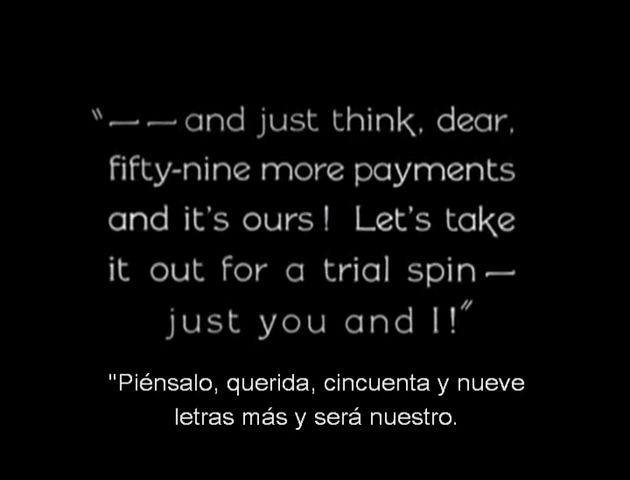 "— — and just think, dear,
fifty-nine more payments
and it's ours! Let's take
it out for a trial spin —
just you and I!"
"Piénsalo, querida, cincuenta y nueve
letras más y será nuestro.